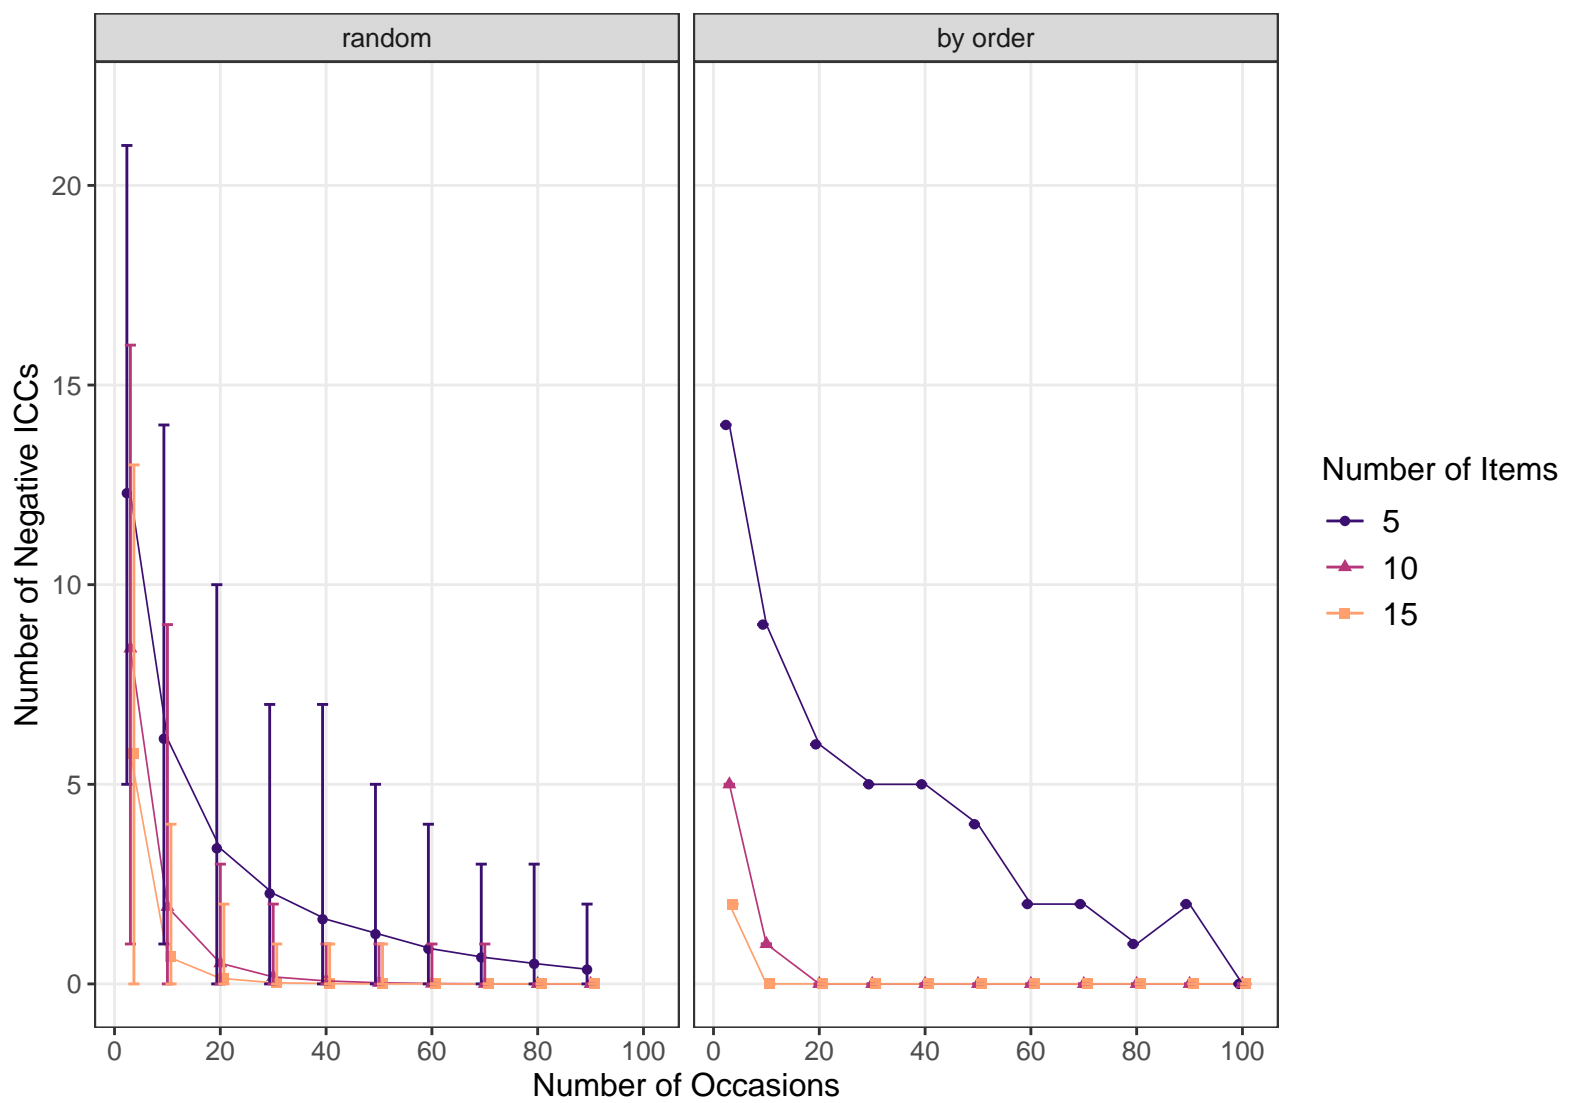 random
by order
Number of Negative ICCs
20
15
10
5
0
0 20 40 60 80 100
0 20 40 60 80 100
Number of Occasions
Number of Items
5
10
15